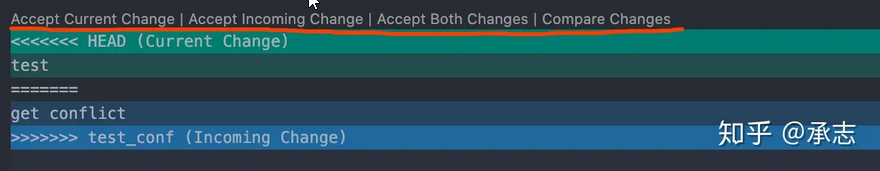 Accept Current Change | Accept Incoming Change | Accept Both Changes | Compare Changes
<<<<<<< HEAD (Current Change)
test
=======
get conflict
>>>>>>> test_conf (Incoming Change)
知乎 @承志